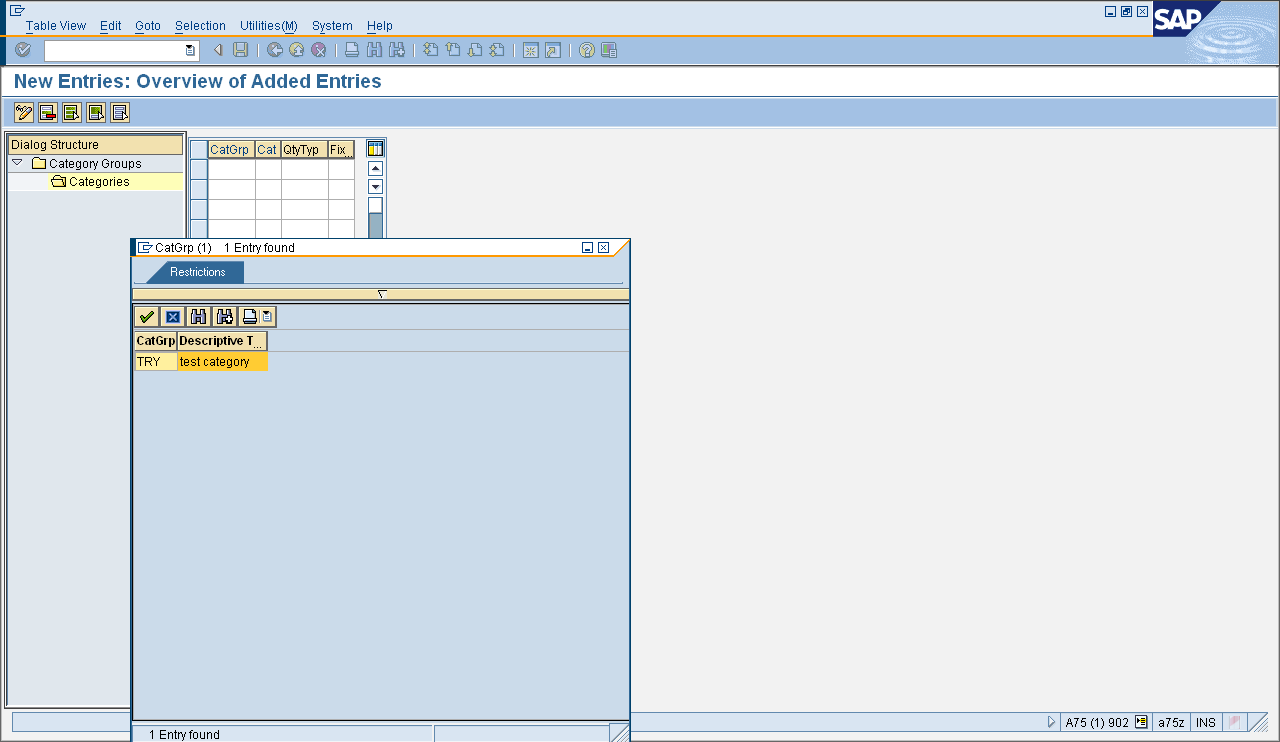 Table View Edit Goto Selection Utilities(M) System Help
SAP
New Entries: Overview of Added Entries
Dialog Structure
Category Groups
Categories
CatGrp Cat QtyTyp Fix...
CatGrp (1) 1 Entry found
Restrictions
CatGrp Descriptive T...
TRY test category
1 Entry found
A75 (1) 902 a75z INS